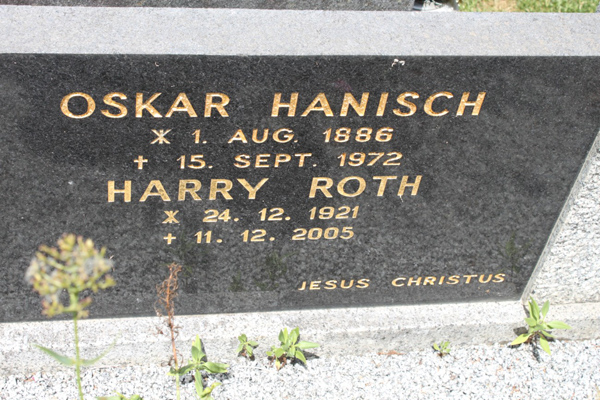 OSKAR HANISCH
* 1. AUG. 1886
+ 15. SEPT. 1972
HARRY ROTH
* 24. 12. 1921
+ 11. 12. 2005
JESUS CHRISTUS